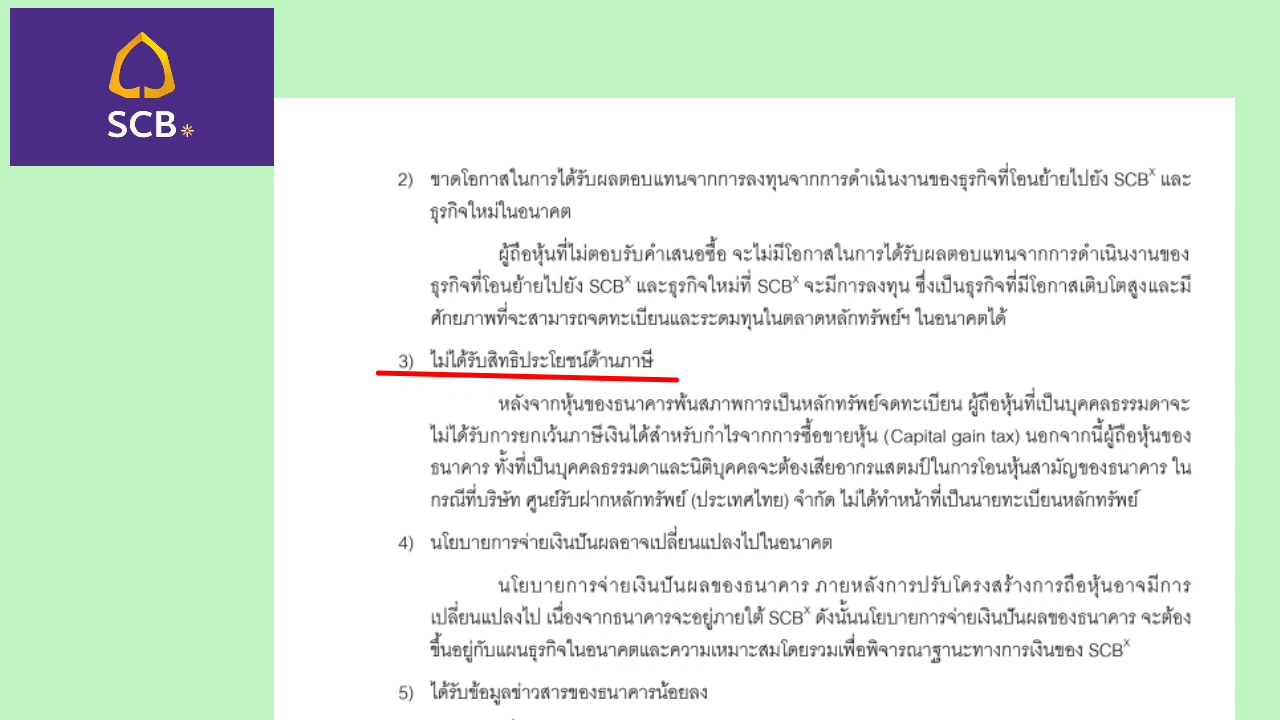 SCB
2) ขาดโอกาสในการได้รับผลตอบแทนจากการลงทุนจากการดำเนินงานของธุรกิจที่โอนย้ายไปยัง SCBX และ
ธุรกิจใหม่ในอนาคต
ผู้ถือหุ้นที่ไม่ตอบรับคำเสนอซื้อ จะไม่มีโอกาสในการได้รับผลตอบแทนจากการดำเนินงานของ
ธุรกิจที่โอนย้ายไปยัง SCBX และธุรกิจใหม่ที่ SCBX จะมีการลงทุน ซึ่งเป็นธุรกิจที่มีโอกาสเติบโตสูงและมี
ศักยภาพที่จะสามารถจดทะเบียนและระดมทุนในตลาดหลักทรัพย์ฯ ในอนาคตได้
3) ไม่ได้รับสิทธิประโยชน์ด้านภาษี
หลังจากหุ้นของธนาคารพ้นสภาพการเป็นหลักทรัพย์จดทะเบียน ผู้ถือหุ้นที่เป็นบุคคลธรรมดาจะ
ไม่ได้รับการยกเว้นภาษีเงินได้สำหรับกำไรจากการซื้อขายหุ้น (Capital gain tax) นอกจากนี้ผู้ถือหุ้นของ
ธนาคาร ทั้งที่เป็นบุคคลธรรมดาและนิติบุคคลจะต้องเสียอากรแสตมป์ในการโอนหุ้นสามัญของธนาคาร ใน
กรณีที่บริษัท ศูนย์รับฝากหลักทรัพย์ (ประเทศไทย) จำกัด ไม่ได้ทำหน้าที่เป็นนายทะเบียนหลักทรัพย์
4) นโยบายการจ่ายเงินปันผลอาจเปลี่ยนแปลงไปในอนาคต
นโยบายการจ่ายเงินปันผลของธนาคาร ภายหลังการปรับโครงสร้างการถือหุ้นอาจมีการ
เปลี่ยนแปลงไป เนื่องจากธนาคารจะอยู่ภายใต้ SCBX ดังนั้นนโยบายการจ่ายเงินปันผลของธนาคาร จะต้อง
ขึ้นอยู่กับแผนธุรกิจในอนาคตและความเหมาะสมโดยรวมเพื่อพิจารณาฐานะทางการเงินของ SCBX
5) ได้รับข้อมูลข่าวสารของธนาคารน้อยลง